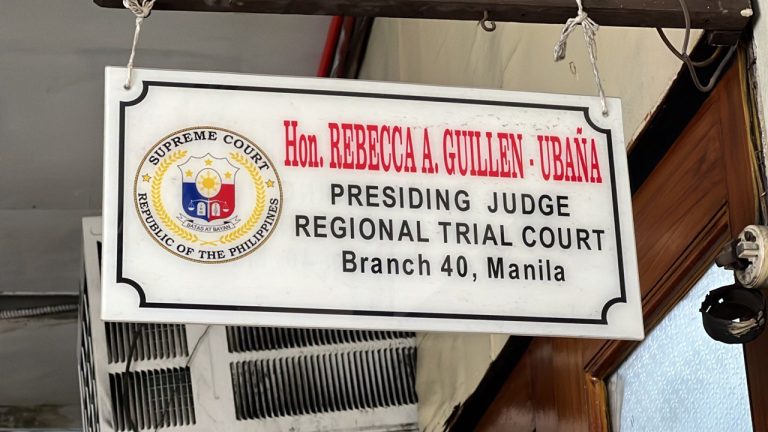 SUPREME COURT
REPUBLIC OF THE PHILIPPINES
BATAS AT BAYAN
Hon. REBECCA A. GUILLEN - UBAÑA
PRESIDING JUDGE
REGIONAL TRIAL COURT
Branch 40, Manila